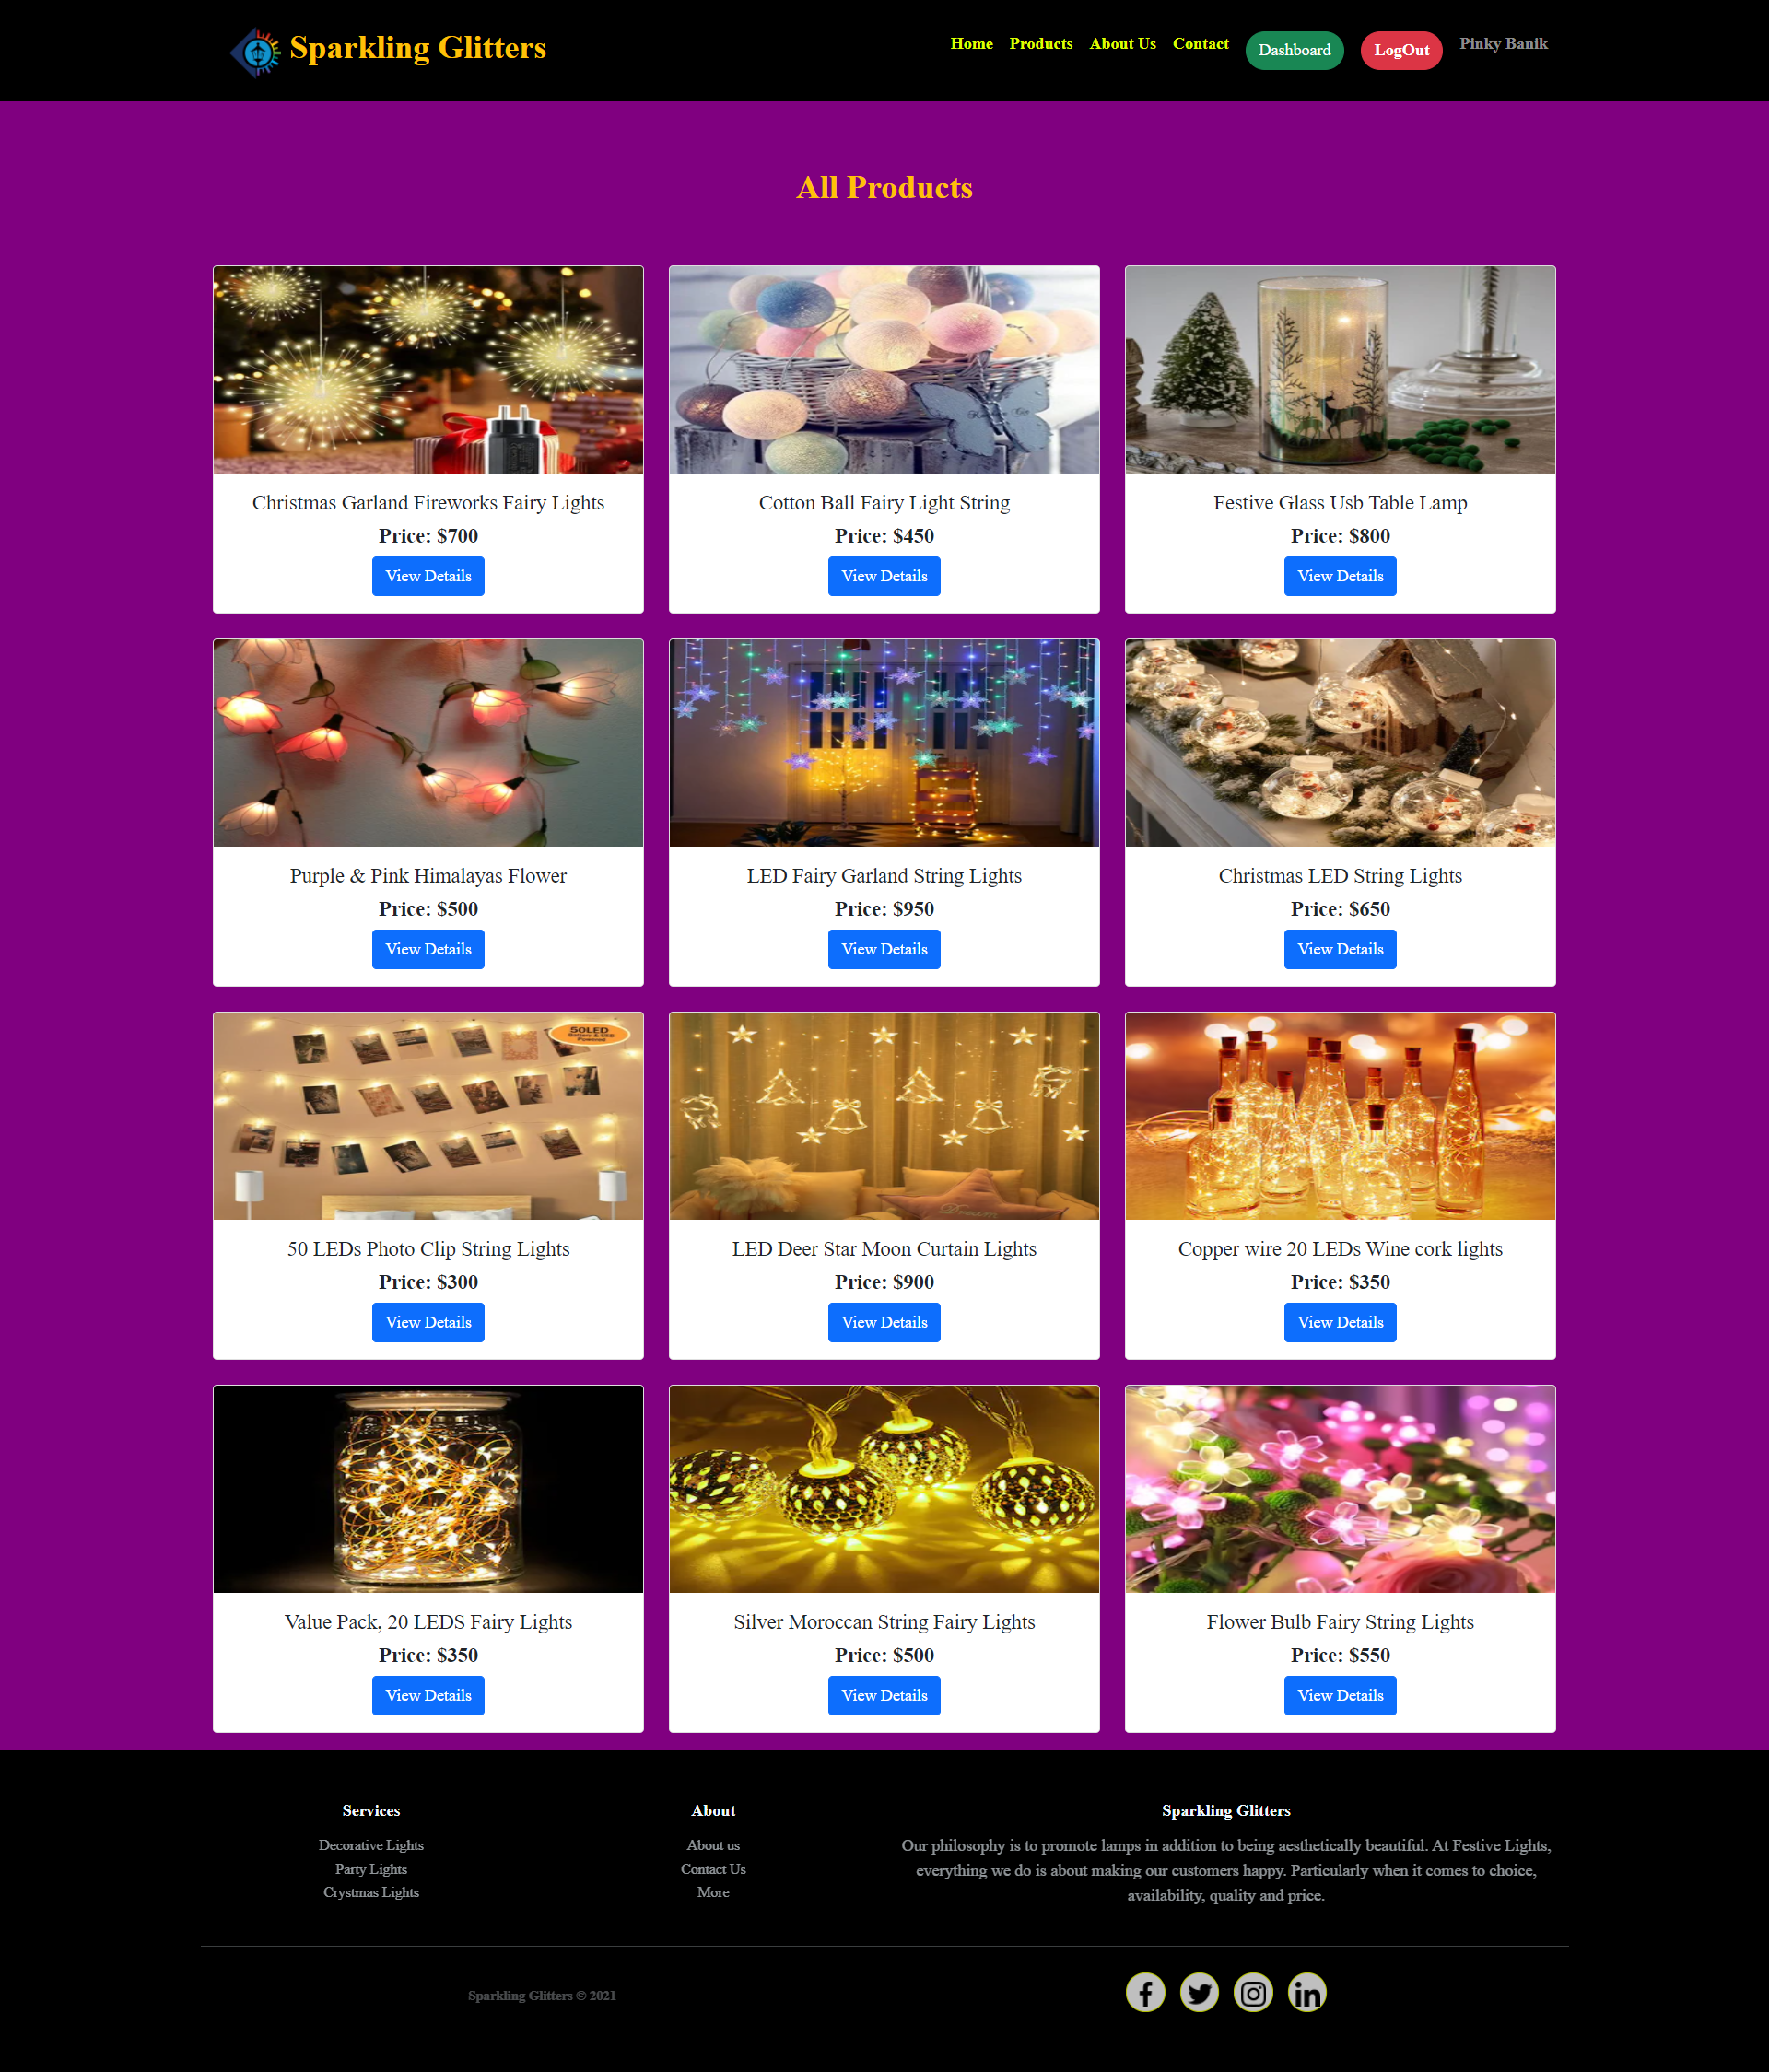 Sparkling Glitters
Home Products About Us Contact Dashboard LogOut Pinky Banik
All Products
Christmas Garland Fireworks Fairy Lights
Price: $700
View Details
Cotton Ball Fairy Light String
Price: $450
View Details
Festive Glass Usb Table Lamp
Price: $800
View Details
Purple & Pink Himalayas Flower
Price: $500
View Details
LED Fairy Garland String Lights
Price: $950
View Details
Christmas LED String Lights
Price: $650
View Details
50LED
Battery & USB
Powered
50 LEDs Photo Clip String Lights
Price: $300
View Details
Dream
LED Deer Star Moon Curtain Lights
Price: $900
View Details
Copper wire 20 LEDs Wine cork lights
Price: $350
View Details
Value Pack, 20 LEDS Fairy Lights
Price: $350
View Details
Silver Moroccan String Fairy Lights
Price: $500
View Details
Flower Bulb Fairy String Lights
Price: $550
View Details
Services
Decorative Lights
Party Lights
Crystmas Lights
About
About us
Contact Us
More
Sparkling Glitters
Our philosophy is to promote lamps in addition to being aesthetically beautiful. At Festive Lights,
everything we do is about making our customers happy. Particularly when it comes to choice,
availability, quality and price.
Sparkling Glitters © 2021